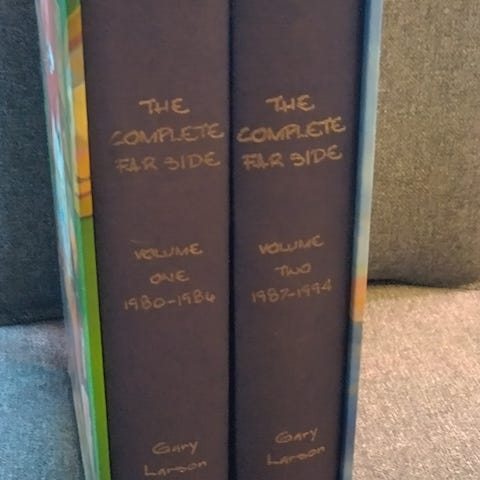 THE
COMPLETE
FAR SIDE
VOLUME
ONE
1980-1986
Gary
Larson
THE
COMPLETE
FAR SIDE
VOLUME
TWO
1987-1994
Gary
Larson